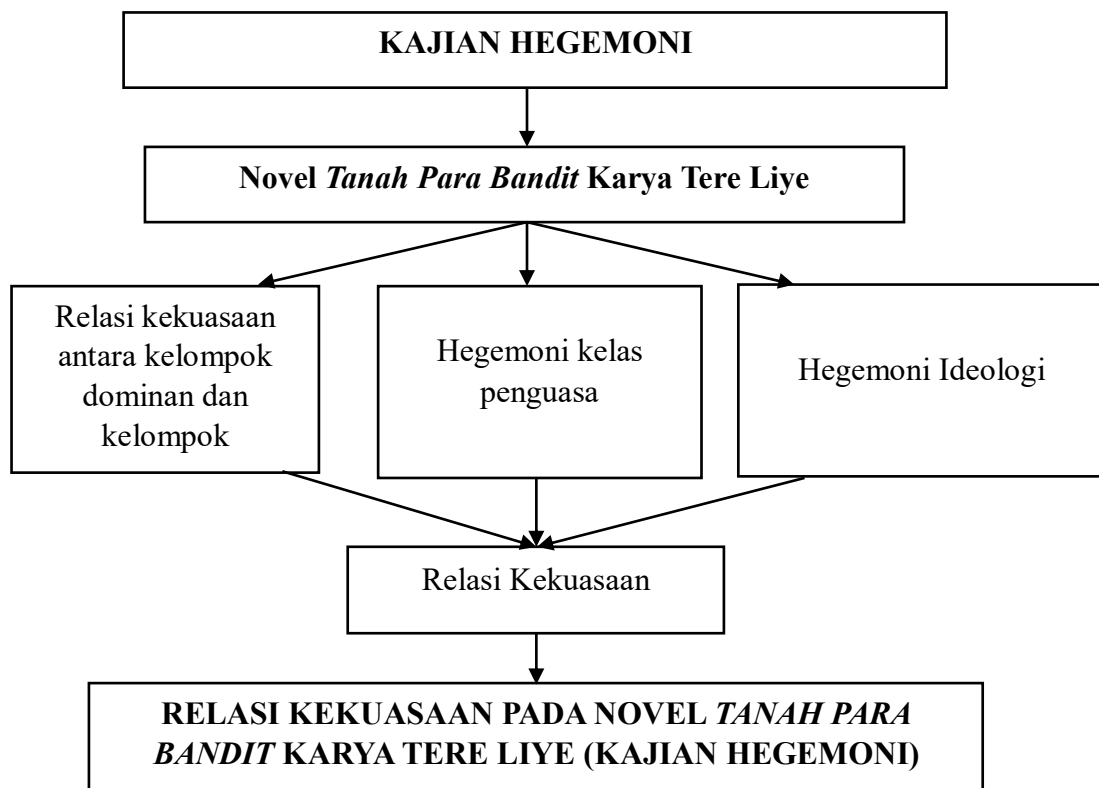 KAJIAN HEGEMONI
Novel Tanah Para Bandit Karya Tere Liye
Relasi kekuasaan
antara kelompok
dominan dan
kelompok
Hegemoni kelas
penguasa
Hegemoni Ideologi
Relasi Kekuasaan
RELASI KEKUASAAN PADA NOVEL TANAH PARA
BANDIT KARYA TERE LIYE (KAJIAN HEGEMONI)